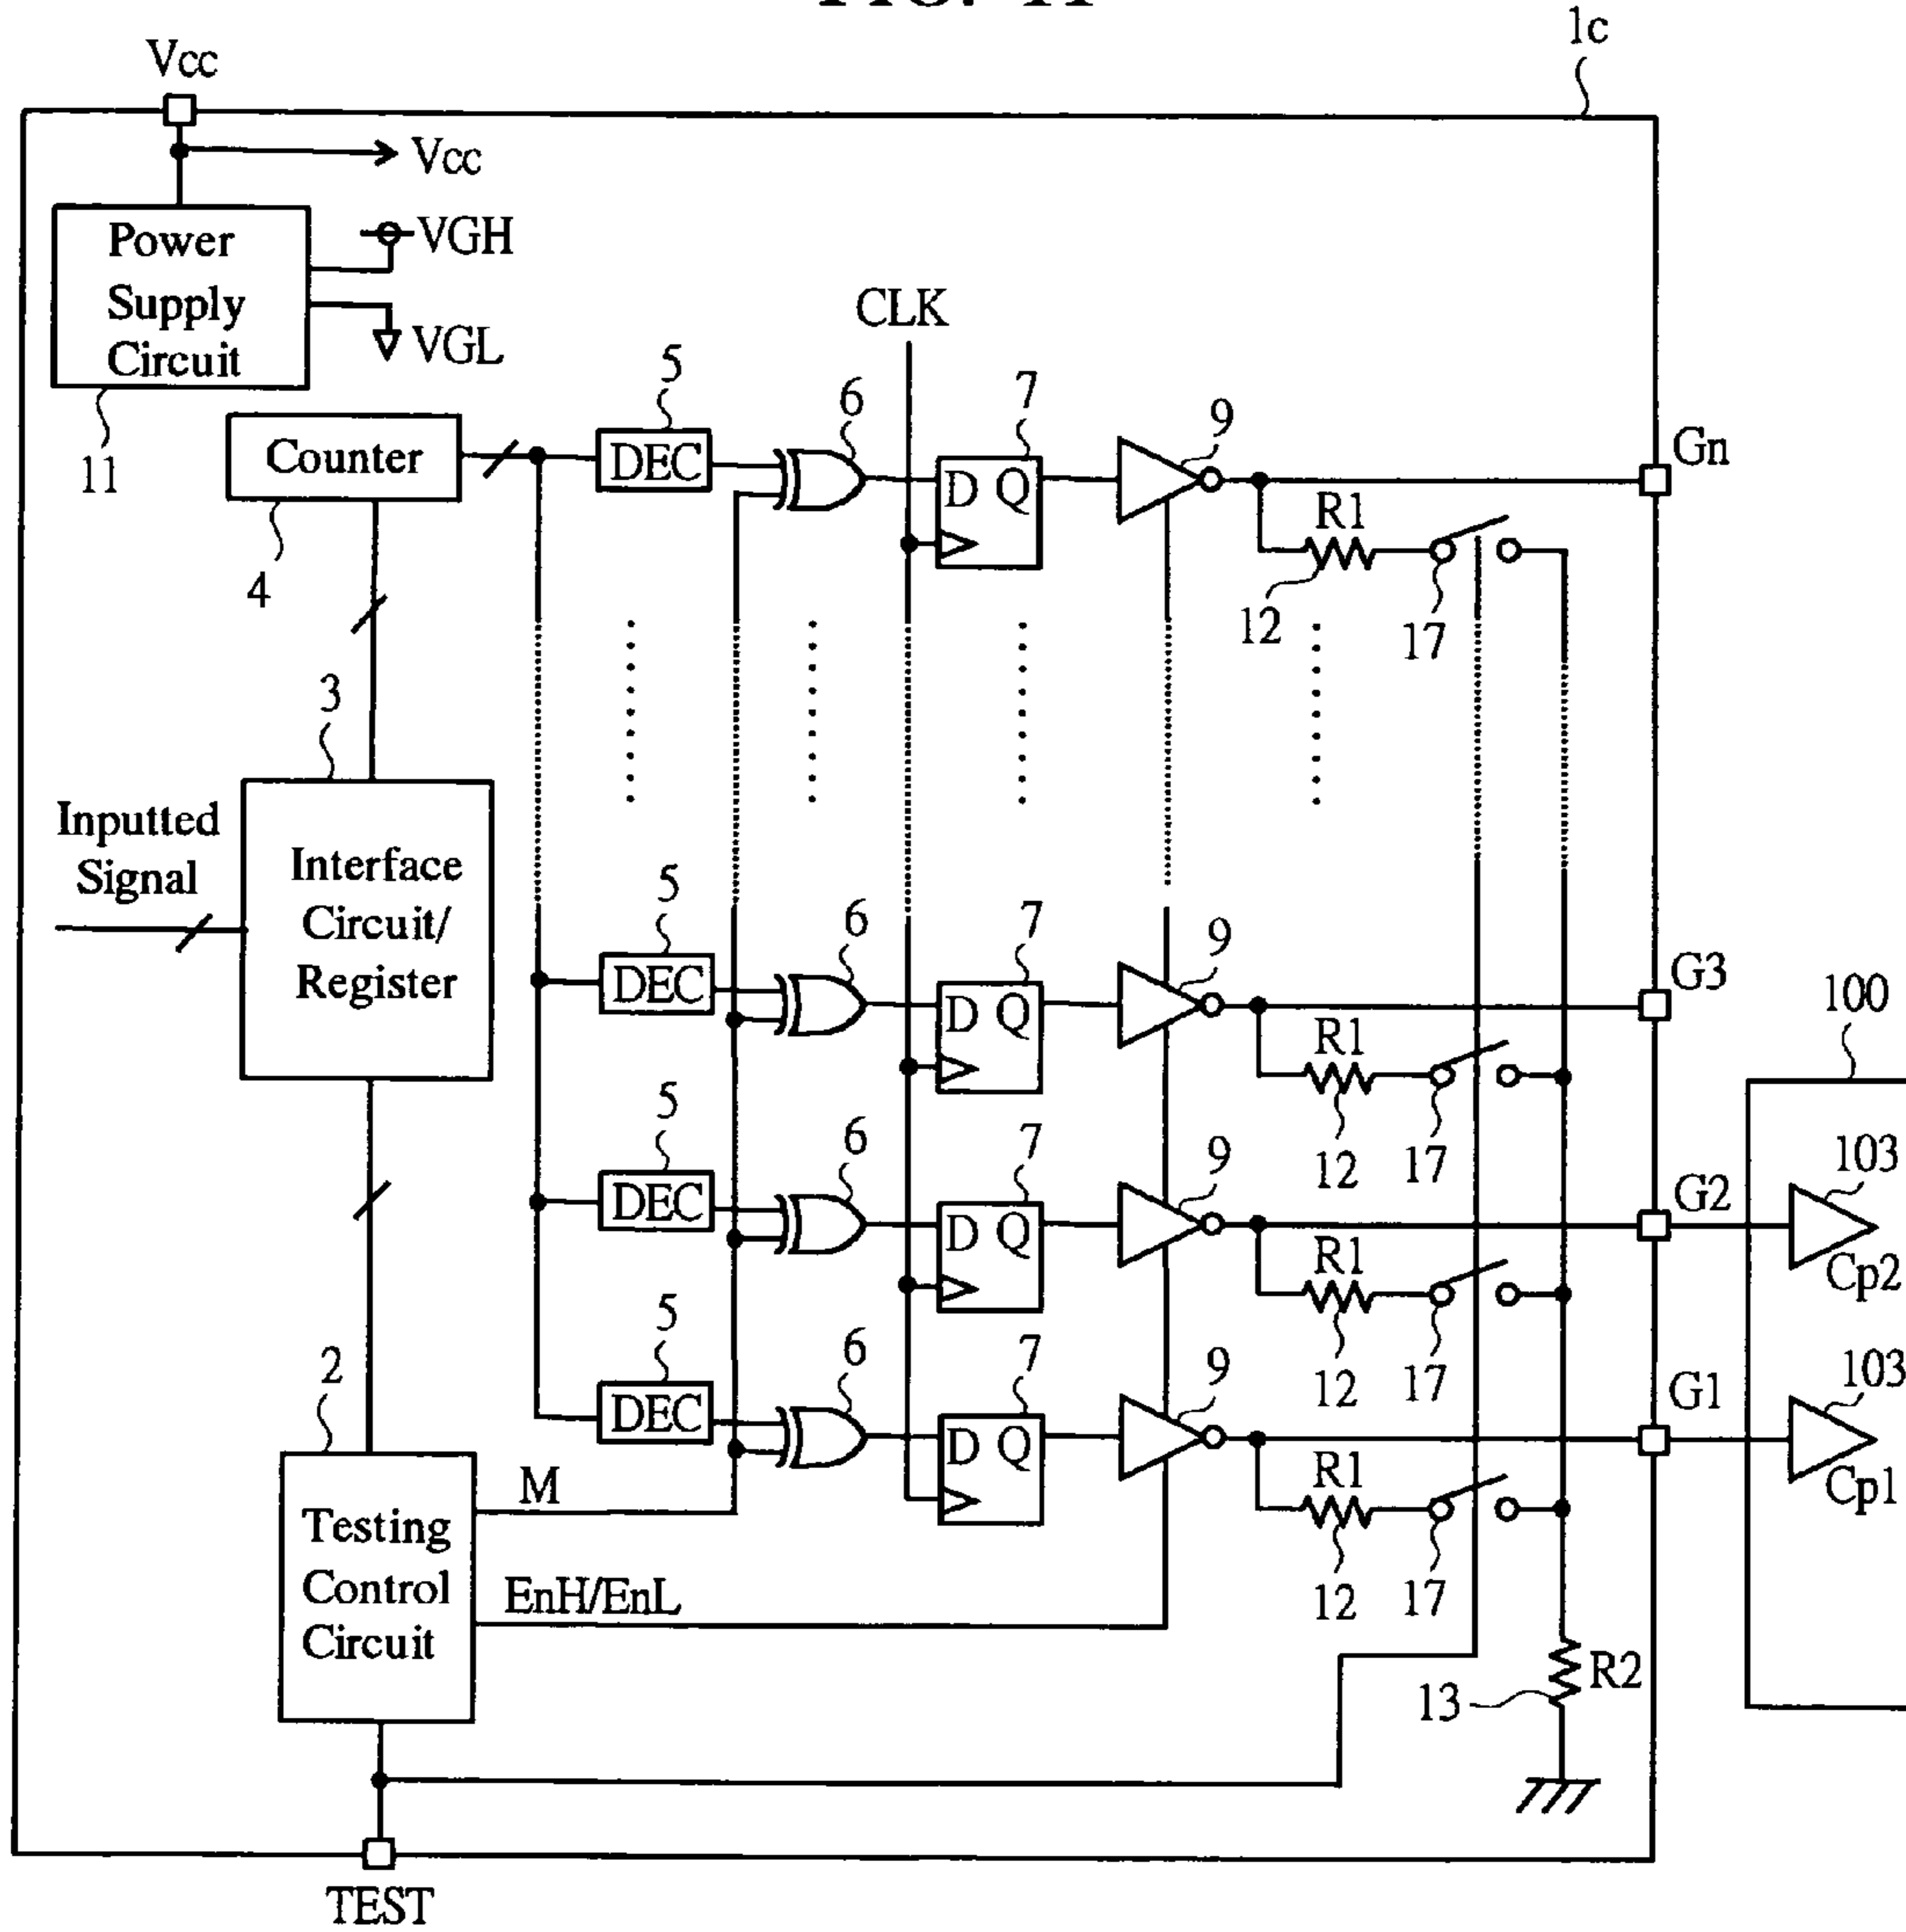 1c
Vcc
Vcc
Power
Supply
Circuit
VGH
VGL
11
CLK
Counter
4
5
DEC
6
7
D Q
9
Gn
R1
12
17
3
Inputted
Signal
Interface
Circuit/
Register
5
DEC
6
7
D Q
9
G3
R1
12
17
100
5
DEC
6
7
D Q
9
G2
R1
12
17
103
Cp2
5
DEC
6
7
D Q
9
G1
R1
12
17
103
Cp1
2
Testing
Control
Circuit
M
EnH/EnL
R2
13
TEST